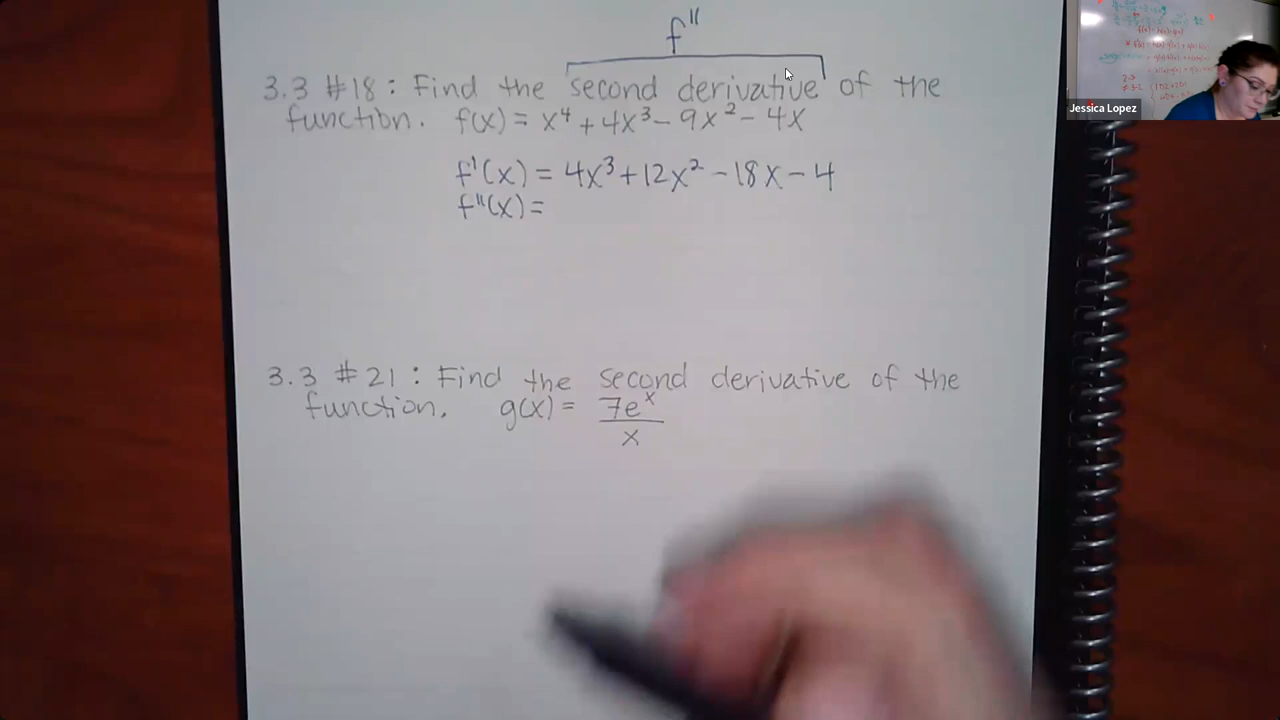 f''
3.3 #18: Find the second derivative of the
function. f(x) = x⁴ + 4x³ - 9x² - 4x
f'(x) = 4x³ + 12x² - 18x - 4
f''(x) =
3.3 #21: Find the second derivative of the
function. g(x) = 7eˣ
x
Jessica Lopez